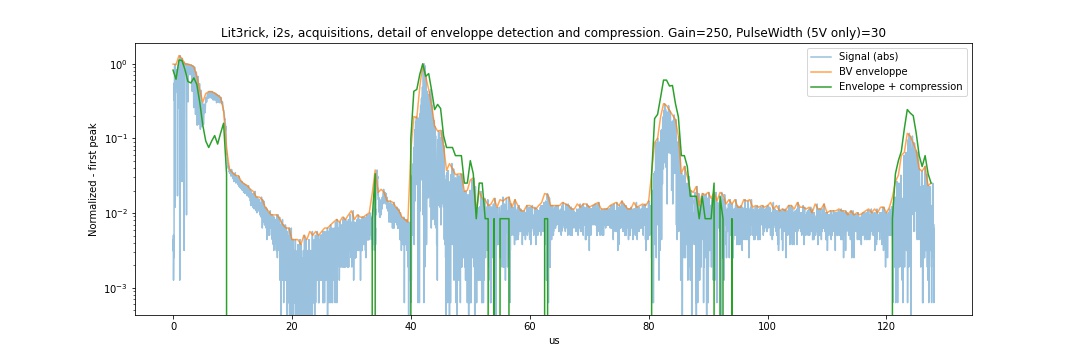 Lit3rick, i2s, acquisitions, detail of enveloppe detection and compression. Gain=250, PulseWidth (5V only)=30
Signal (abs)
BV enveloppe
Envelope + compression
Normalized - first peak
10⁰
10⁻¹
10⁻²
10⁻³
0 20 40 60 80 100 120
us